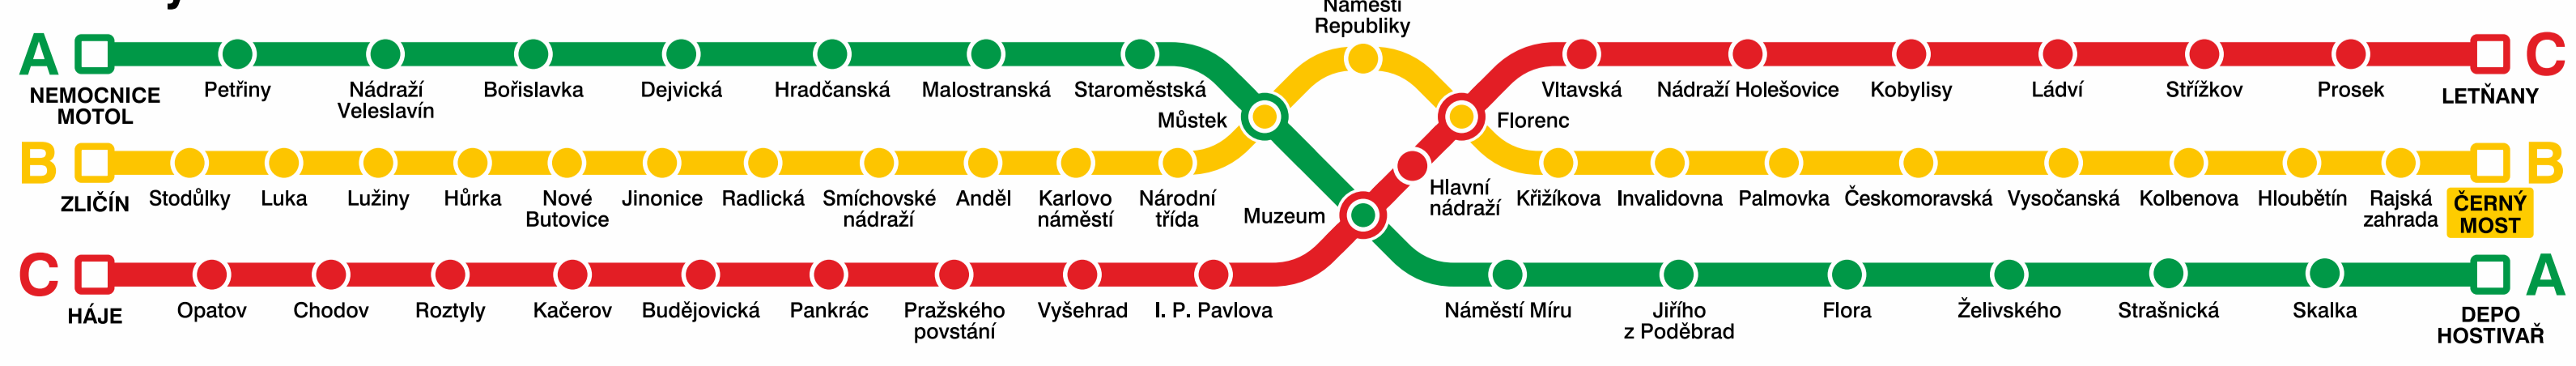 Náměstí
Republiky
A
C
Petřiny
Nádraží
Veleslavín
Bořislavka
Dejvická
Hradčanská
Malostranská
Staroměstská
Vltavská
Nádraží Holešovice
Kobylisy
Ládví
Střížkov
Prosek
NEMOCNICE
MOTOL
LETŇANY
Můstek
Florenc
B
B
ZLIČÍN
Stodůlky
Luka
Lužiny
Hůrka
Nové
Butovice
Jinonice
Radlická
Smíchovské
nádraží
Anděl
Karlovo
náměstí
Národní
třída
Muzeum
Hlavní
nádraží
Křižíkova
Invalidovna
Palmovka
Českomoravská
Vysočanská
Kolbenova
Hloubětín
Rajská
zahrada
ČERNÝ
MOST
C
A
HÁJE
Opatov
Chodov
Roztyly
Kačerov
Budějovická
Pankrác
Pražského
povstání
Vyšehrad
I. P. Pavlova
Náměstí Míru
Jiřího
z Poděbrad
Flora
Želivského
Strašnická
Skalka
DEPO
HOSTIVAŘ